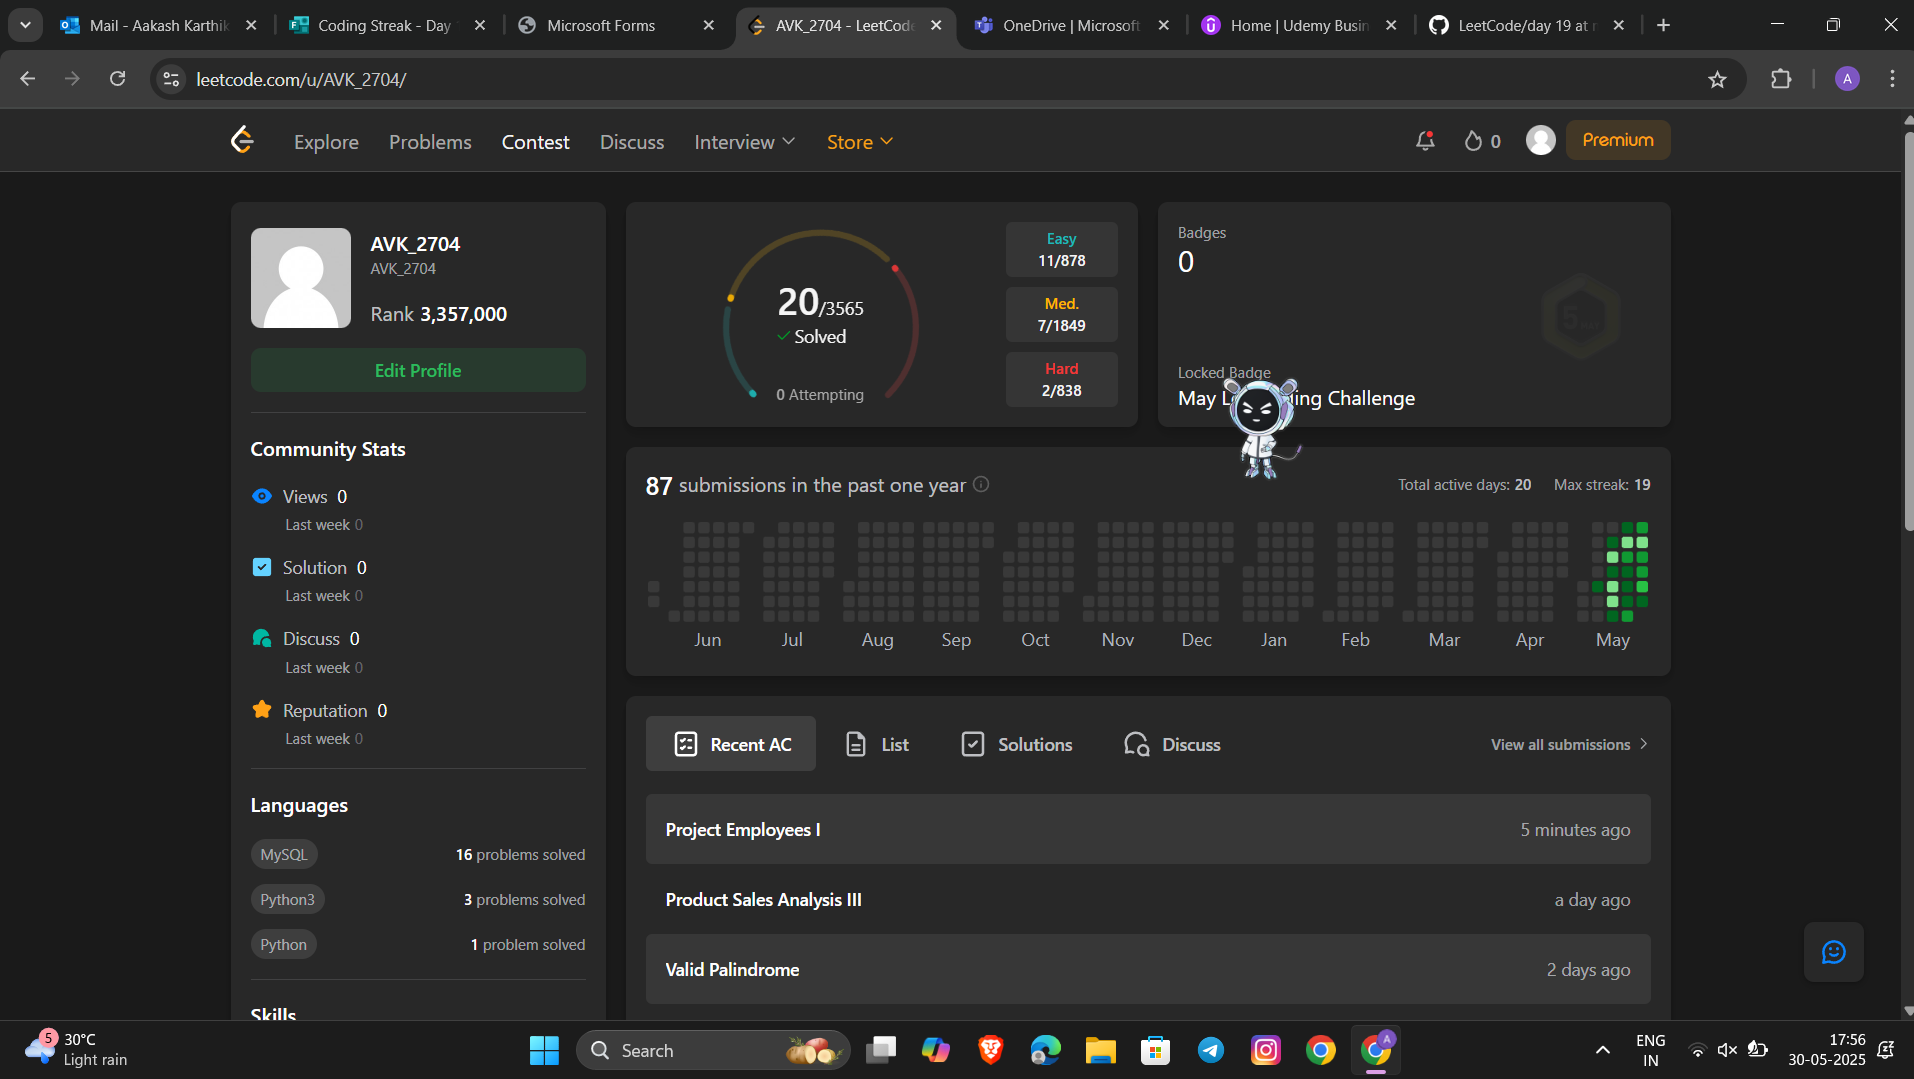 Mail - Aakash Karthik
Coding Streak - Day
Microsoft Forms
AVK_2704 - LeetCode
OneDrive | Microsoft
Home | Udemy Busin
LeetCode/day 19 at
leetcode.com/u/AVK_2704/
A
Explore
Problems
Contest
Discuss
Interview
Store
0
Premium
AVK_2704
AVK_2704
Rank 3,357,000
Edit Profile
20/3565
Solved
0 Attempting
Easy
11/878
Med.
7/1849
Hard
2/838
Badges
0
Locked Badge
May L ing Challenge
Community Stats
Views 0
Last week 0
Solution 0
Last week 0
Discuss 0
Last week 0
Reputation 0
Last week 0
Languages
MySQL 16 problems solved
Python3 3 problems solved
Python 1 problem solved
Skills
87 submissions in the past one year
Total active days: 20 Max streak: 19
Jun Jul Aug Sep Oct Nov Dec Jan Feb Mar Apr May
Recent AC
List
Solutions
Discuss
View all submissions
Project Employees I 5 minutes ago
Product Sales Analysis III a day ago
Valid Palindrome 2 days ago
5
30°C
Light rain
Search
A
ENG
IN
17:56
30-05-2025